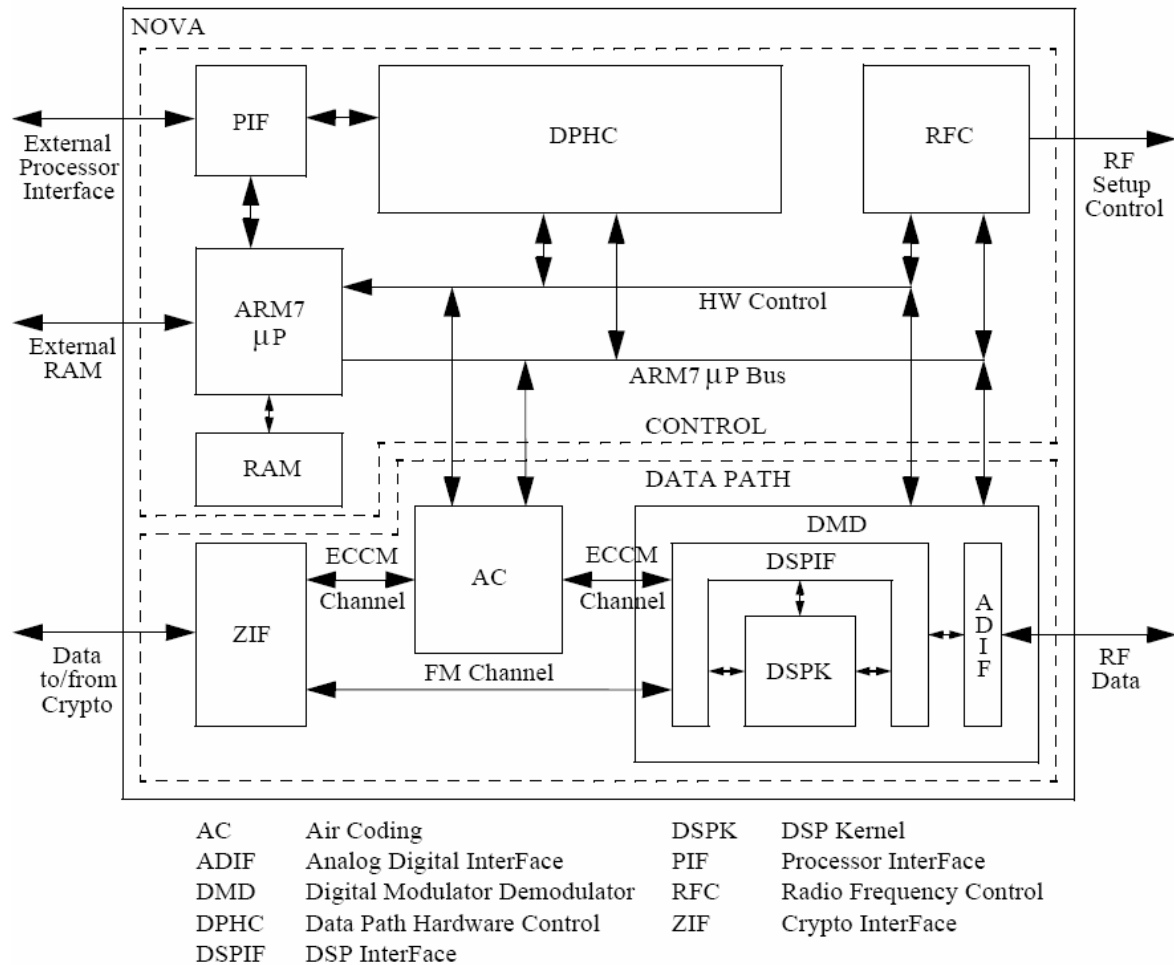 NOVA
PIF
DPHC
RFC
External
Processor
Interface
RF
Setup
Control
ARM7
μP
HW Control
External
RAM
ARM7 μP Bus
CONTROL
RAM
DATA PATH
DMD
ECCM
Channel
AC
ECCM
Channel
DSPIF
ZIF
DSPK
A
D
I
F
FM Channel
Data
to/from
Crypto
RF
Data
AC Air Coding
ADIF Analog Digital InterFace
DMD Digital Modulator Demodulator
DPHC Data Path Hardware Control
DSPIF DSP InterFace
DSPK DSP Kernel
PIF Processor InterFace
RFC Radio Frequency Control
ZIF Crypto InterFace